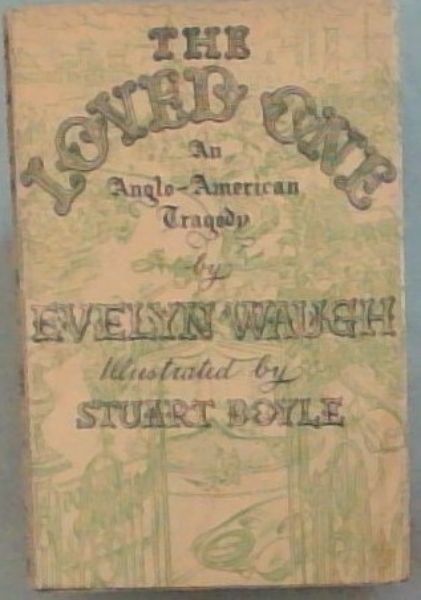 THE
LOVED ONE
An
Anglo-American
Tragedy
by
EVELYN WAUGH
Illustrated by
STUART BOYLE